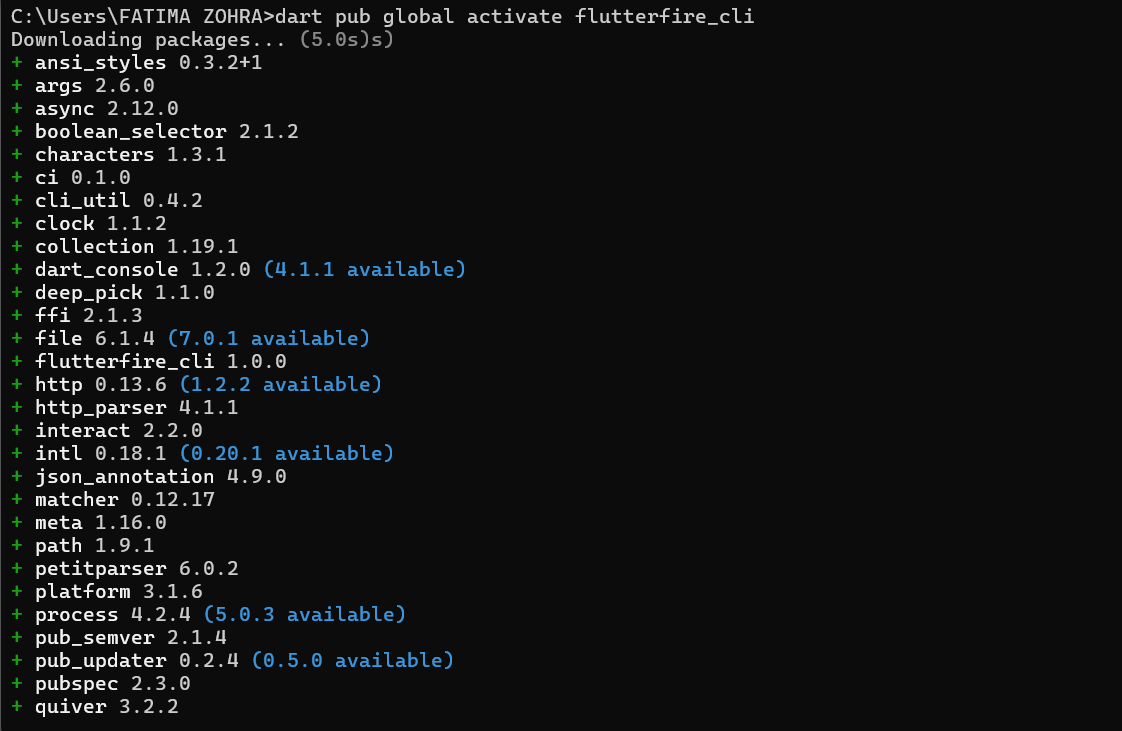 C:\Users\FATIMA ZOHRA>dart pub global activate flutterfire_cli
Downloading packages... (5.0s)s)
+ ansi_styles 0.3.2+1
+ args 2.6.0
+ async 2.12.0
+ boolean_selector 2.1.2
+ characters 1.3.1
+ ci 0.1.0
+ cli_util 0.4.2
+ clock 1.1.2
+ collection 1.19.1
+ dart_console 1.2.0 (4.1.1 available)
+ deep_pick 1.1.0
+ ffi 2.1.3
+ file 6.1.4 (7.0.1 available)
+ flutterfire_cli 1.0.0
+ http 0.13.6 (1.2.2 available)
+ http_parser 4.1.1
+ interact 2.2.0
+ intl 0.18.1 (0.20.1 available)
+ json_annotation 4.9.0
+ matcher 0.12.17
+ meta 1.16.0
+ path 1.9.1
+ petitparser 6.0.2
+ platform 3.1.6
+ process 4.2.4 (5.0.3 available)
+ pub_semver 2.1.4
+ pub_updater 0.2.4 (0.5.0 available)
+ pubspec 2.3.0
+ quiver 3.2.2